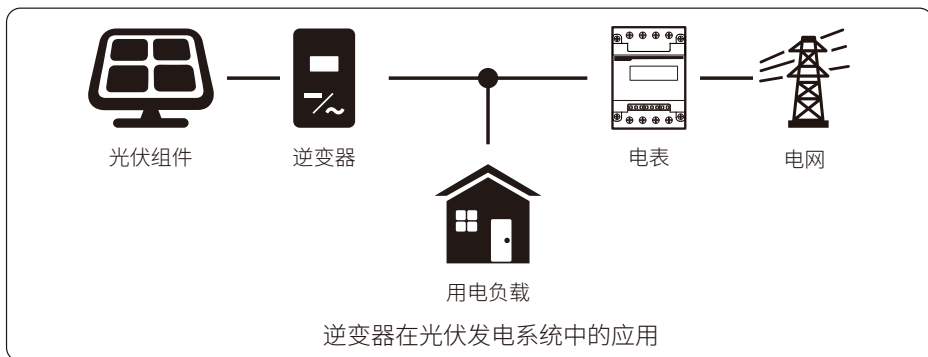 光伏组件
逆变器
电表
电网
用电负载
逆变器在光伏发电系统中的应用